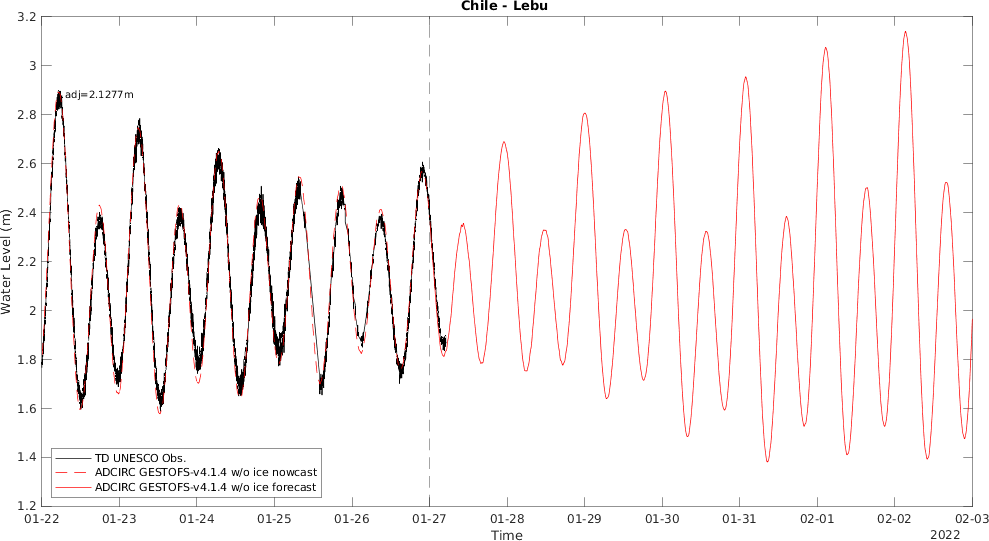 Chile - Lebu
3.2
3
2.8
2.6
2.4
2.2
2
1.8
1.6
1.4
1.2
Water Level (m)
adj=2.1277m
TD UNESCO Obs.
ADCIRC GESTOFS-v4.1.4 w/o ice nowcast
ADCIRC GESTOFS-v4.1.4 w/o ice forecast
01-22 01-23 01-24 01-25 01-26 01-27 01-28 01-29 01-30 01-31 02-01 02-02 02-03
Time
2022